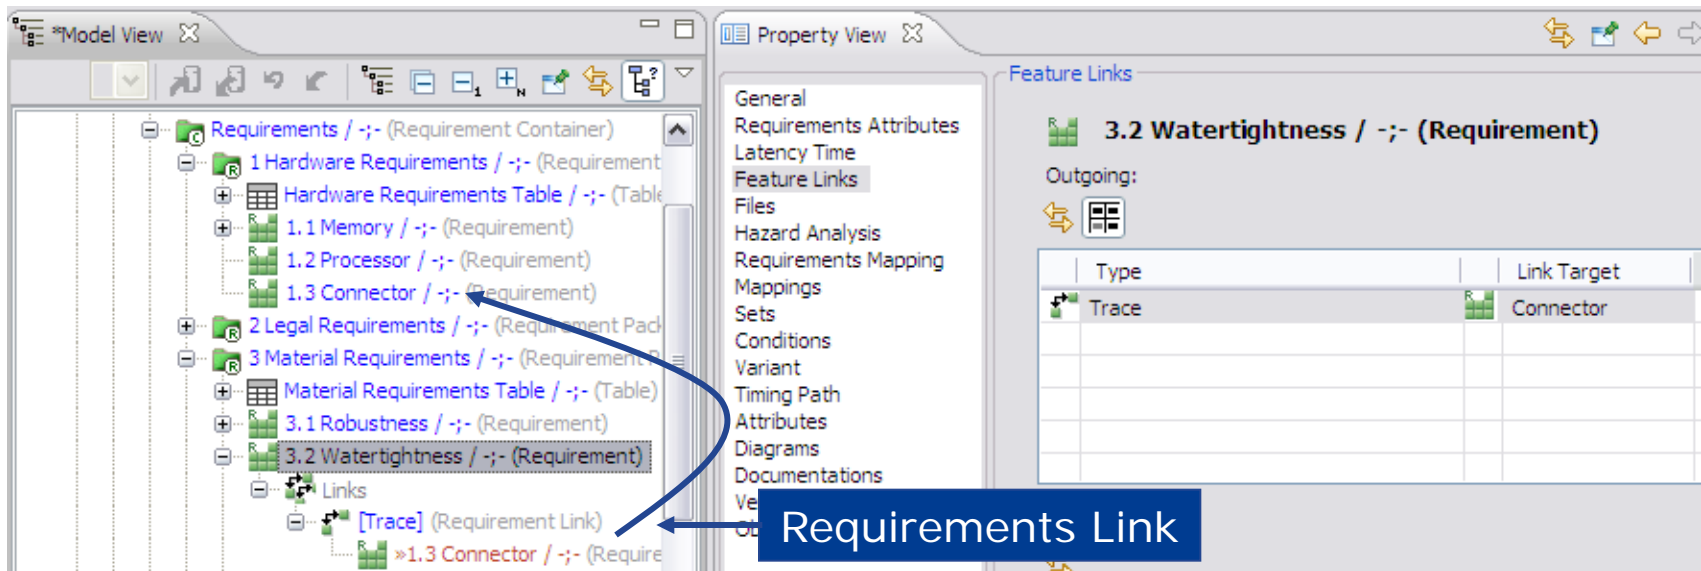 *Model View
Requirements / -;- (Requirement Container)
1 Hardware Requirements / -;- (Requirement
Hardware Requirements Table / -;- (Table
1.1 Memory / -;- (Requirement)
1.2 Processor / -;- (Requirement)
1.3 Connector / -;- (Requirement)
2 Legal Requirements / -;- (Requirement Pack
3 Material Requirements / -;- (Requirement P
Material Requirements Table / -;- (Table)
3.1 Robustness / -;- (Requirement)
3.2 Watertightness / -;- (Requirement)
Links
[Trace] (Requirement Link)
»1.3 Connector / -;- (Require
Property View
General
Requirements Attributes
Latency Time
Feature Links
Files
Hazard Analysis
Requirements Mapping
Mappings
Sets
Conditions
Variant
Timing Path
Attributes
Diagrams
Documentations
Ve
Requirements Link
Feature Links
3.2 Watertightness / -;- (Requirement)
Outgoing:
Type Link Target
Trace Connector